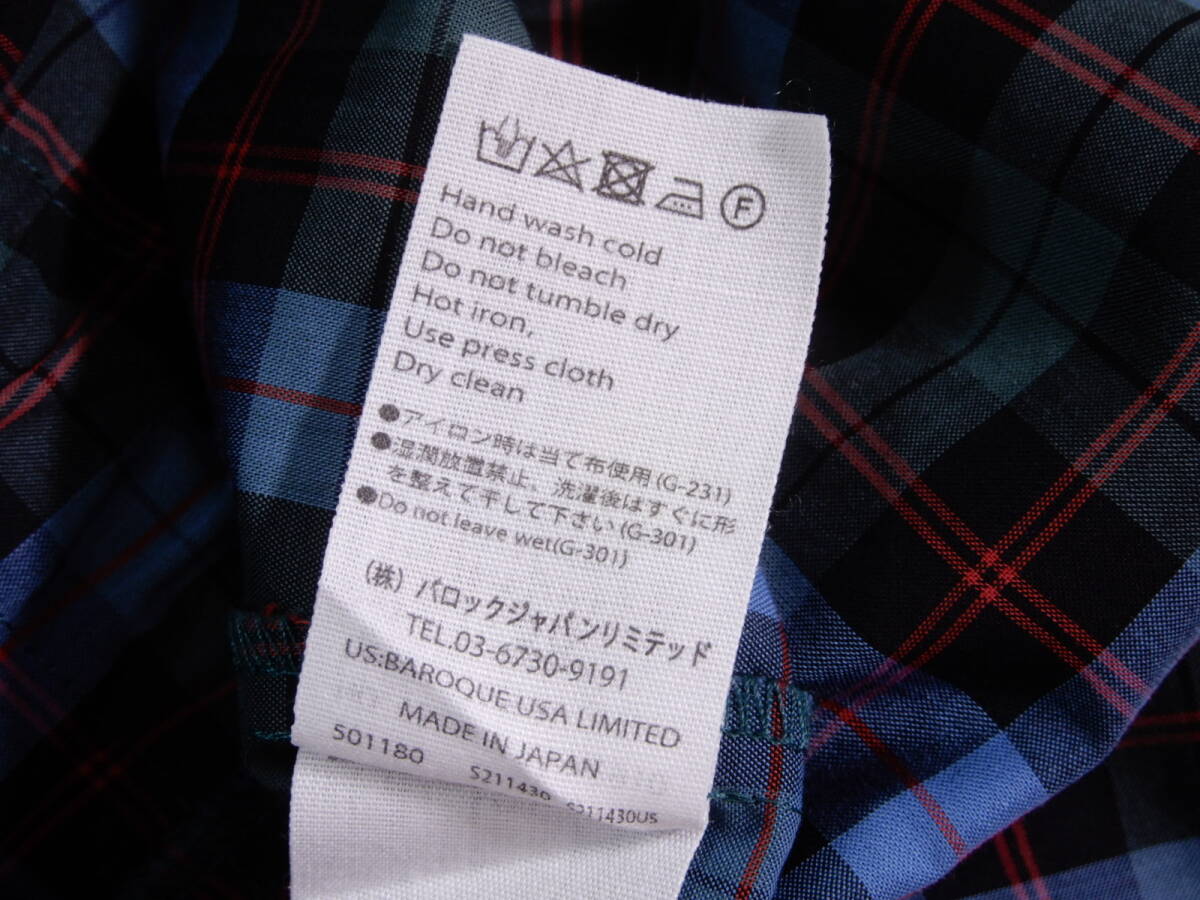 F
Hand wash cold
Do not bleach
Do not tumble dry
Hot iron,
Use press cloth
Dry clean
●アイロン時は当て布使用(G-231)
●湿潤放置禁止 洗濯後はすぐに形
を整えて干して下さい(G-301)
●Do not leave wet(G-301)
(株) バロックジャパンリミテッド
TEL.03-6730-9191
US:BAROQUE USA LIMITED
MADE IN JAPAN
501180 S211430 S211430US